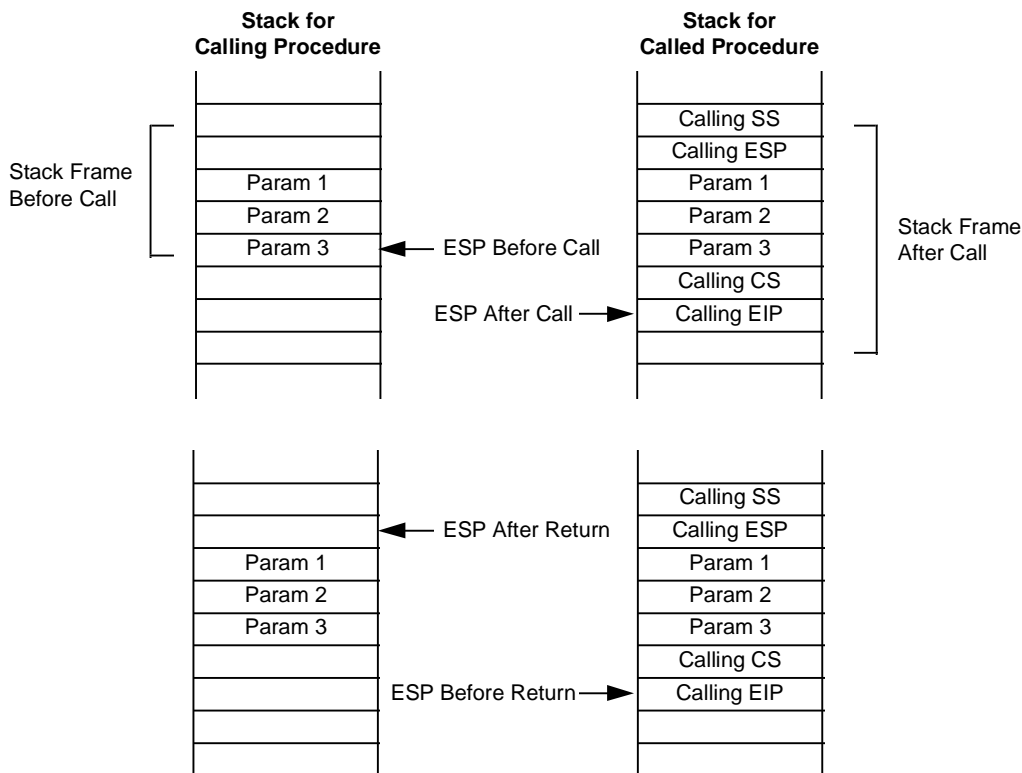 Stack for
Calling Procedure
Stack for
Called Procedure
Stack Frame
Before Call
Param 1
Param 2
Param 3
ESP Before Call
ESP After Call
Calling SS
Calling ESP
Param 1
Param 2
Param 3
Calling CS
Calling EIP
Stack Frame
After Call
Param 1
Param 2
Param 3
ESP After Return
ESP Before Return
Calling SS
Calling ESP
Param 1
Param 2
Param 3
Calling CS
Calling EIP